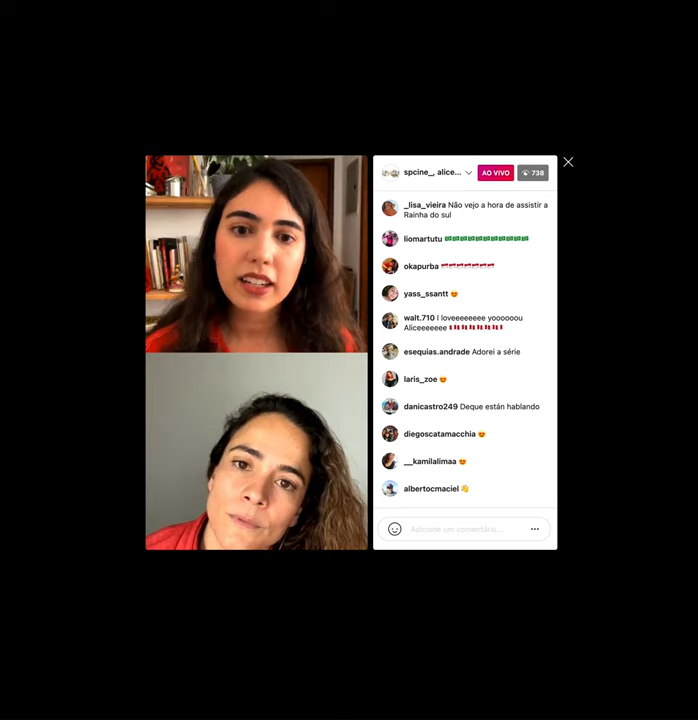 spcine_, alice...
AO VIVO
738
_lisa_vieira Não vejo a hora de assistir a
Rainha do sul
liomartutu
okapurba
yass_ssantt 😍
walt.710 I loveeeeeeee yoooooou
Aliceeeeeee
esequias.andrade Adorei a série
laris_zoe 😍
danicastro249 Deque están hablando
diegoscatamacchia 😍
__kamilalimaa 😍
albertocmaciel 👏
Adicione um comentário...